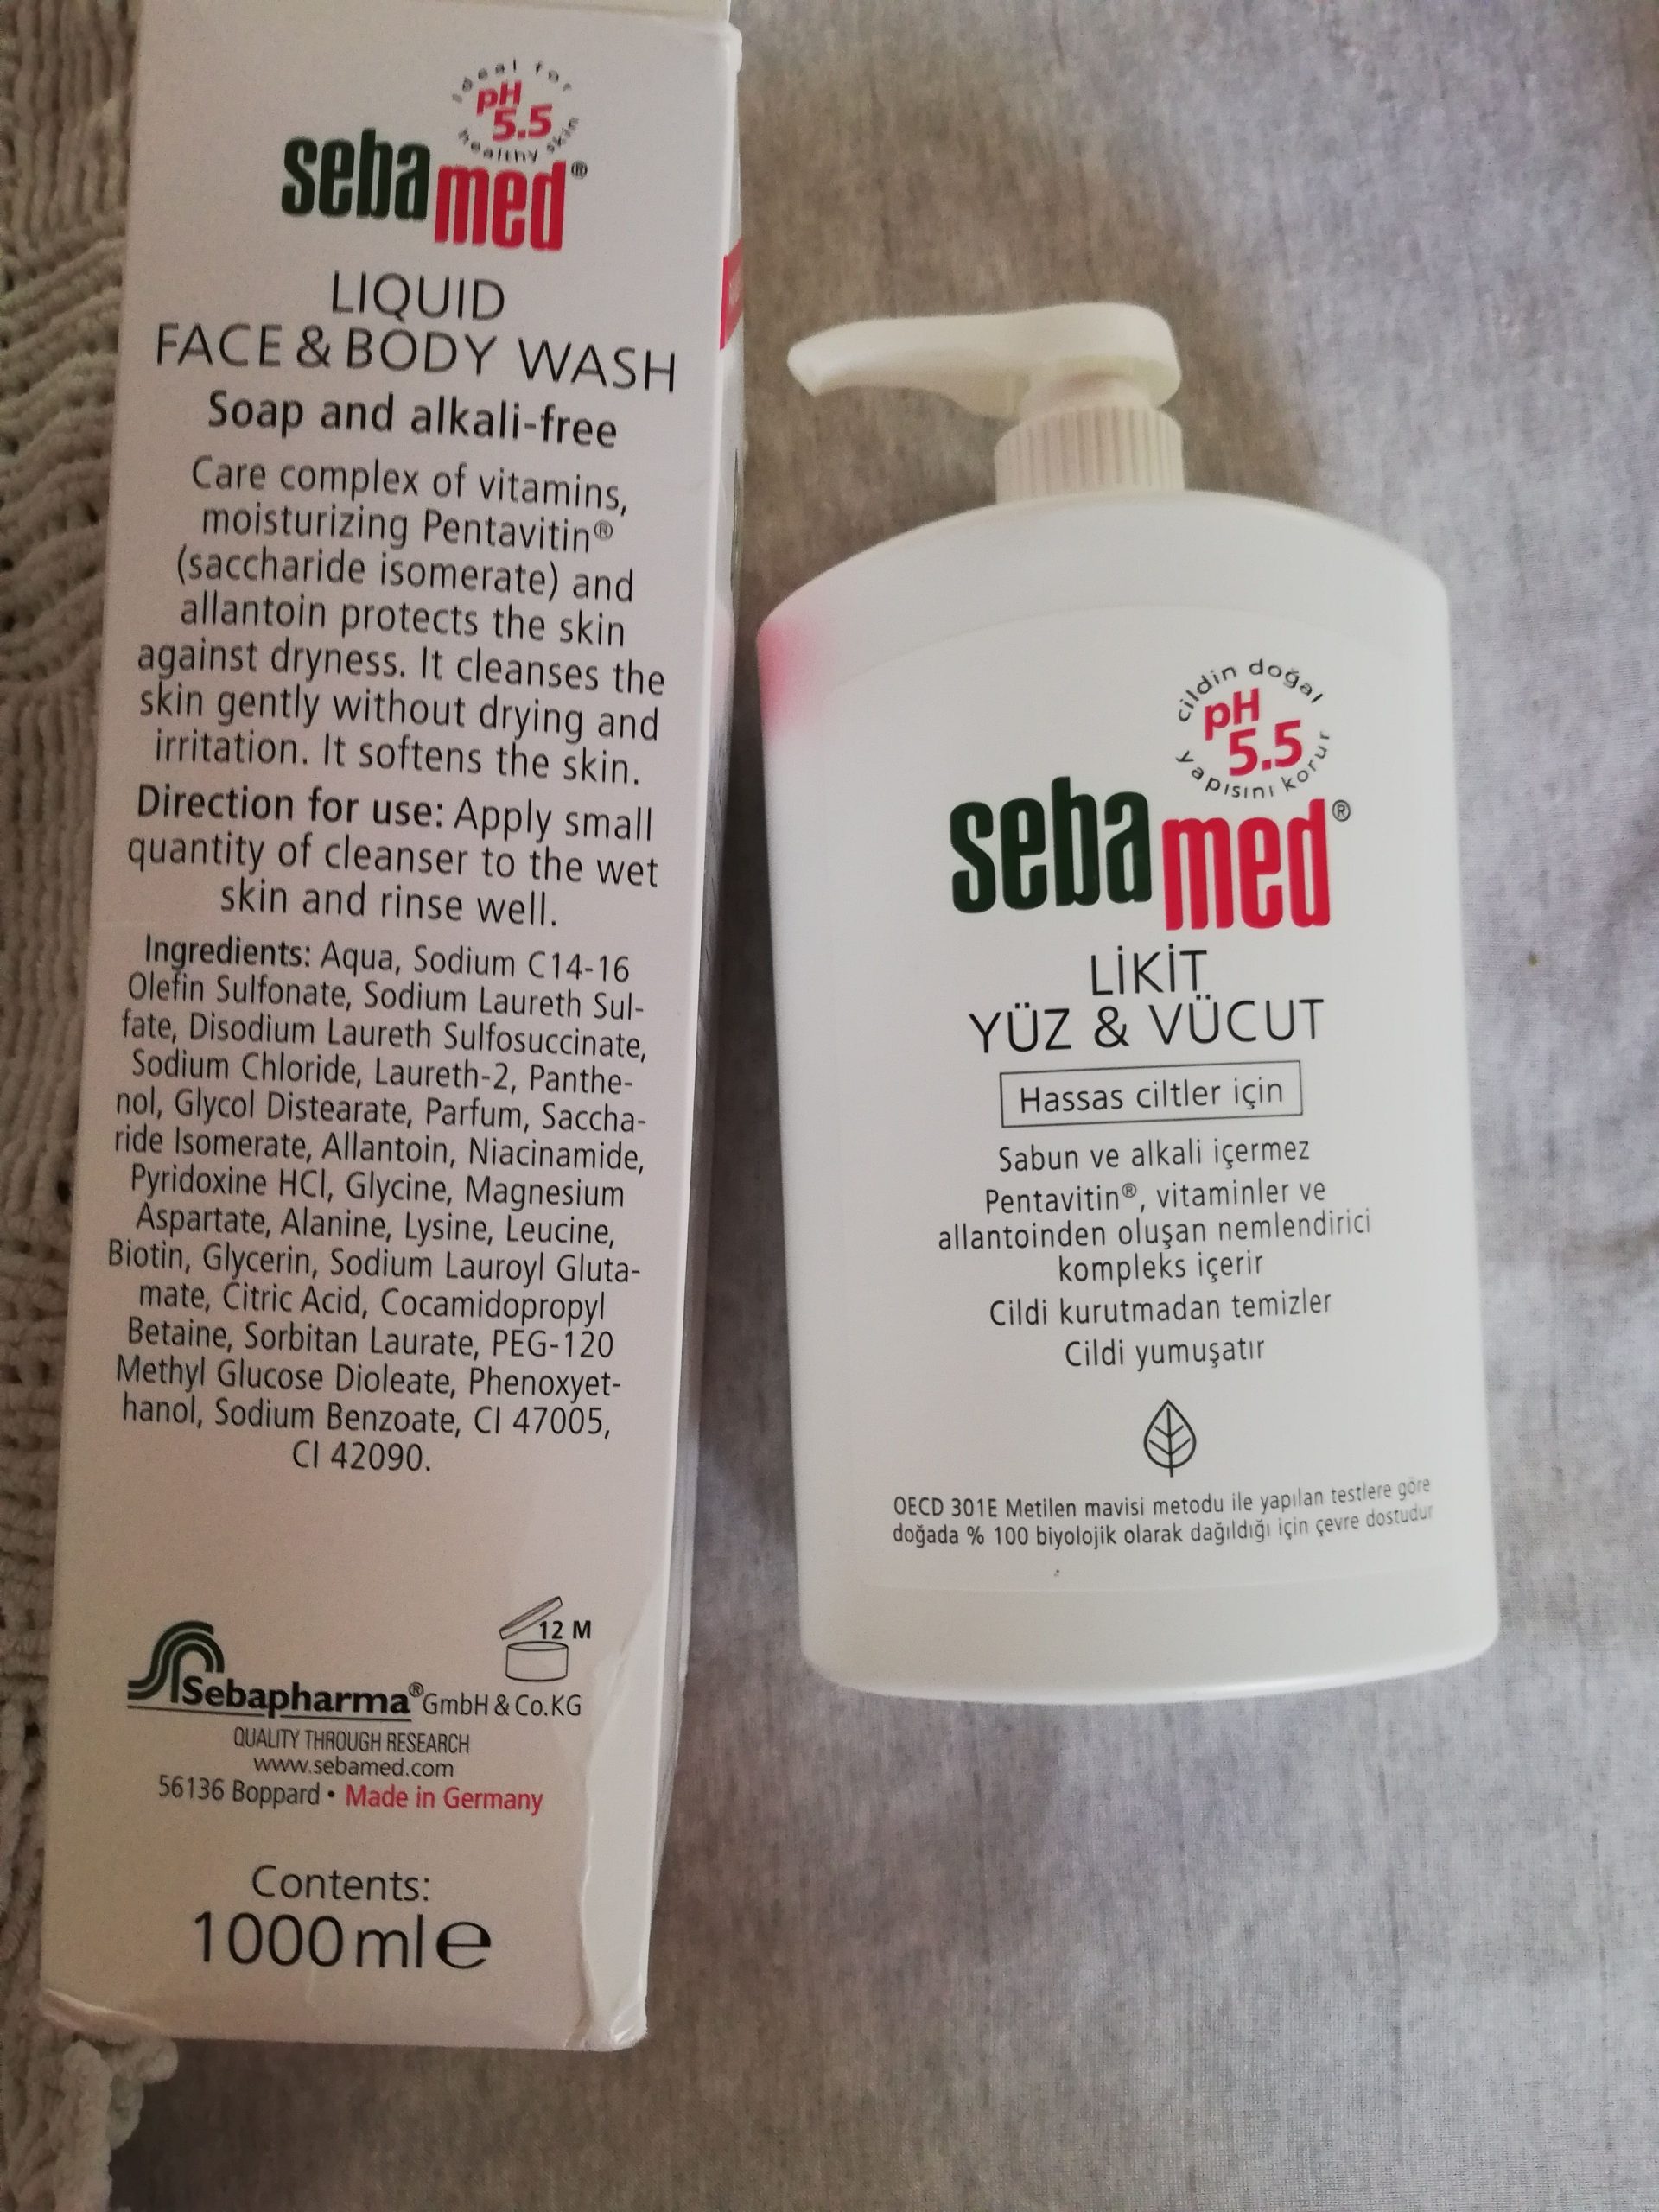 ideal for
pH
5.5
healthy skin
sebamed®
LIQUID
FACE & BODY WASH
Soap and alkali-free
Care complex of vitamins,
moisturizing Pentavitin®
(saccharide isomerate) and
allantoin protects the skin
against dryness. It cleanses the
skin gently without drying and
irritation. It softens the skin.
Direction for use: Apply small
quantity of cleanser to the wet
skin and rinse well.
Ingredients: Aqua, Sodium C14-16
Olefin Sulfonate, Sodium Laureth Sul-
fate, Disodium Laureth Sulfosuccinate,
Sodium Chloride, Laureth-2, Panthe-
nol, Glycol Distearate, Parfum, Saccha-
ride Isomerate, Allantoin, Niacinamide,
Pyridoxine HCl, Glycine, Magnesium
Aspartate, Alanine, Lysine, Leucine,
Biotin, Glycerin, Sodium Lauroyl Gluta-
mate, Citric Acid, Cocamidopropyl
Betaine, Sorbitan Laurate, PEG-120
Methyl Glucose Dioleate, Phenoxyet-
hanol, Sodium Benzoate, CI 47005,
CI 42090.
12 M
Sebapharma® GmbH & Co.KG
QUALITY THROUGH RESEARCH
www.sebamed.com
56136 Boppard • Made in Germany
Contents:
1000 ml e
cildin doğal
pH
5.5
yapısını korur
sebamed®
LİKİT
YÜZ & VÜCUT
Hassas ciltler için
Sabun ve alkali içermez
Pentavitin®, vitaminler ve
allantoinden oluşan nemlendirici
kompleks içerir
Cildi kurutmadan temizler
Cildi yumuşatır
OECD 301E Metilen mavisi metodu ile yapılan testlere göre
doğada % 100 biyolojik olarak dağıldığı için çevre dostudur